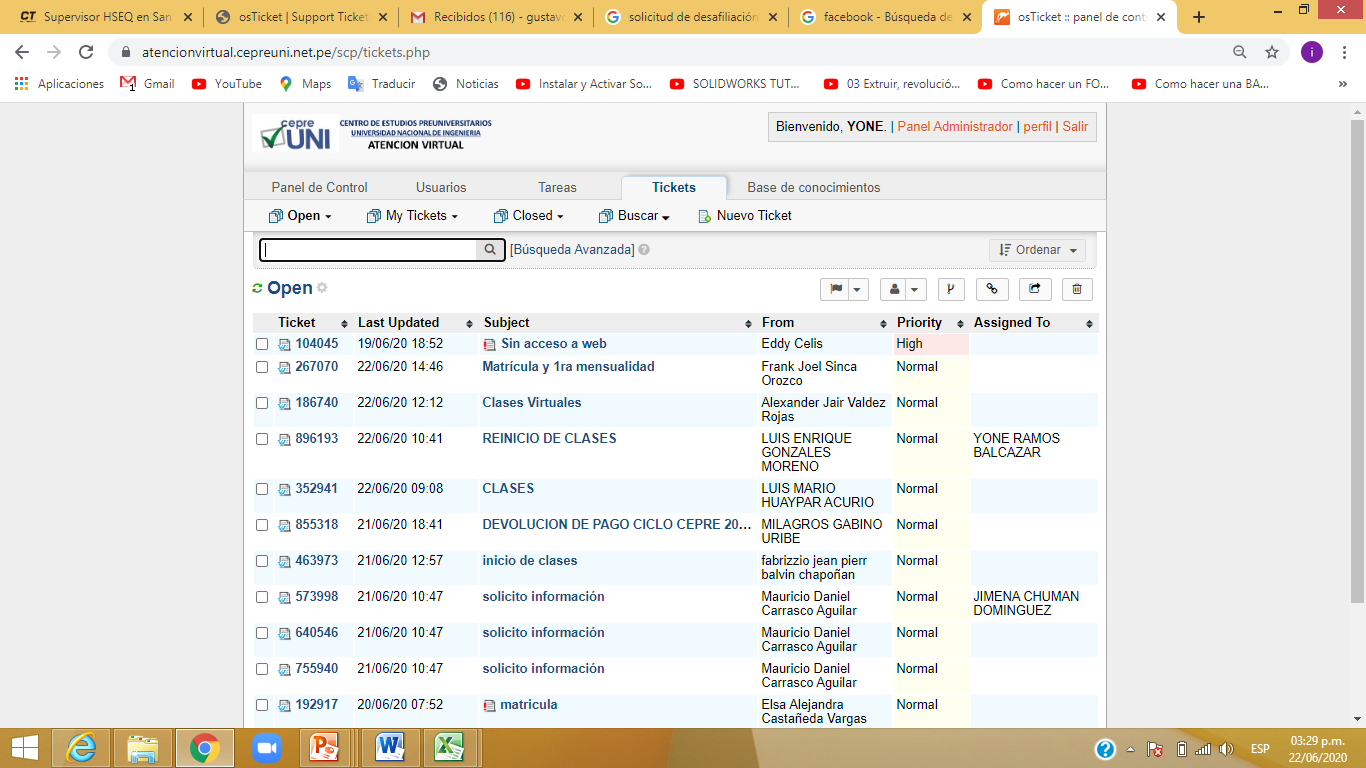 Supervisor HSEQ en San
osTicket | Support Ticket
Recibidos (116) - gustavo
solicitud de desafiliación
facebook - Búsqueda de
osTicket :: panel de cont
atencionvirtual.cepreuni.net.pe/scp/tickets.php
i
Aplicaciones
Gmail
YouTube
Maps
Traducir
Noticias
Instalar y Activar So...
SOLIDWORKS TUT...
03 Extruir, revolució...
Como hacer un FO...
Como hacer una BA...
»
cepre UNI
CENTRO DE ESTUDIOS PREUNIVERSITARIOS
UNIVERSIDAD NACIONAL DE INGENIERIA
ATENCION VIRTUAL
Bienvenido, YONE. | Panel Administrador | perfil | Salir
Panel de Control Usuarios Tareas Tickets Base de conocimientos
Open My Tickets Closed Buscar Nuevo Ticket
[Búsqueda Avanzada] ? Ordenar
Open
Ticket Last Updated Subject From Priority Assigned To
104045 19/06/20 18:52 Sin acceso a web Eddy Celis High
267070 22/06/20 14:46 Matrícula y 1ra mensualidad Frank Joel Sinca Normal
Orozco
186740 22/06/20 12:12 Clases Virtuales Alexander Jair Valdez Normal
Rojas
896193 22/06/20 10:41 REINICIO DE CLASES LUIS ENRIQUE Normal YONE RAMOS
GONZALES BALCAZAR
MORENO
352941 22/06/20 09:08 CLASES LUIS MARIO Normal
HUAYPAR ACURIO
855318 21/06/20 18:41 DEVOLUCION DE PAGO CICLO CEPRE 20... MILAGROS GABINO Normal
URIBE
463973 21/06/20 12:57 inicio de clases fabrizzio jean pierr Normal
balvin chapoñan
573998 21/06/20 10:47 solicito información Mauricio Daniel Normal JIMENA CHUMAN
Carrasco Aguilar DOMINGUEZ
640546 21/06/20 10:47 solicito información Mauricio Daniel Normal
Carrasco Aguilar
755940 21/06/20 10:47 solicito información Mauricio Daniel Normal
Carrasco Aguilar
192917 20/06/20 07:52 matricula Elsa Alejandra Normal
Castañeda Vargas
ESP
03:29 p.m.
22/06/2020